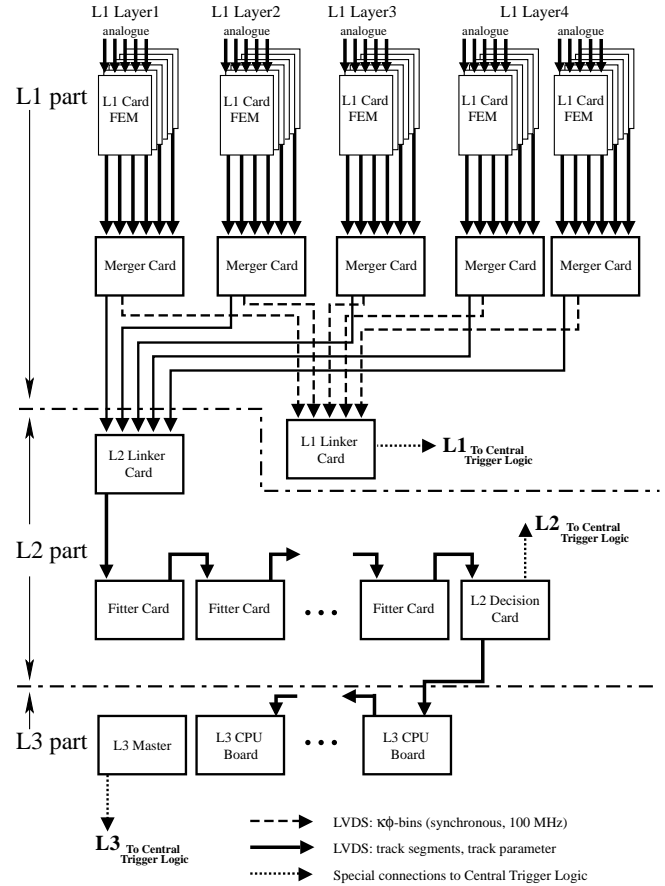 L1 Layer1 L1 Layer2 L1 Layer3 L1 Layer4
analogue analogue analogue analogue analogue
L1 part
L1 Card
FEM
L1 Card
FEM
L1 Card
FEM
L1 Card
FEM
L1 Card
FEM
Merger Card Merger Card Merger Card Merger Card Merger Card
L2 Linker
Card
L1 Linker
Card
L1 To Central
Trigger Logic
L2 part
L2 To Central
Trigger Logic
Fitter Card Fitter Card • • • Fitter Card
L2 Decision
Card
L3 part
L3 Master
L3 CPU
Board
• • •
L3 CPU
Board
L3 To Central
Trigger Logic
LVDS: κϕ-bins (synchronous, 100 MHz)
LVDS: track segments, track parameter
Special connections to Central Trigger Logic